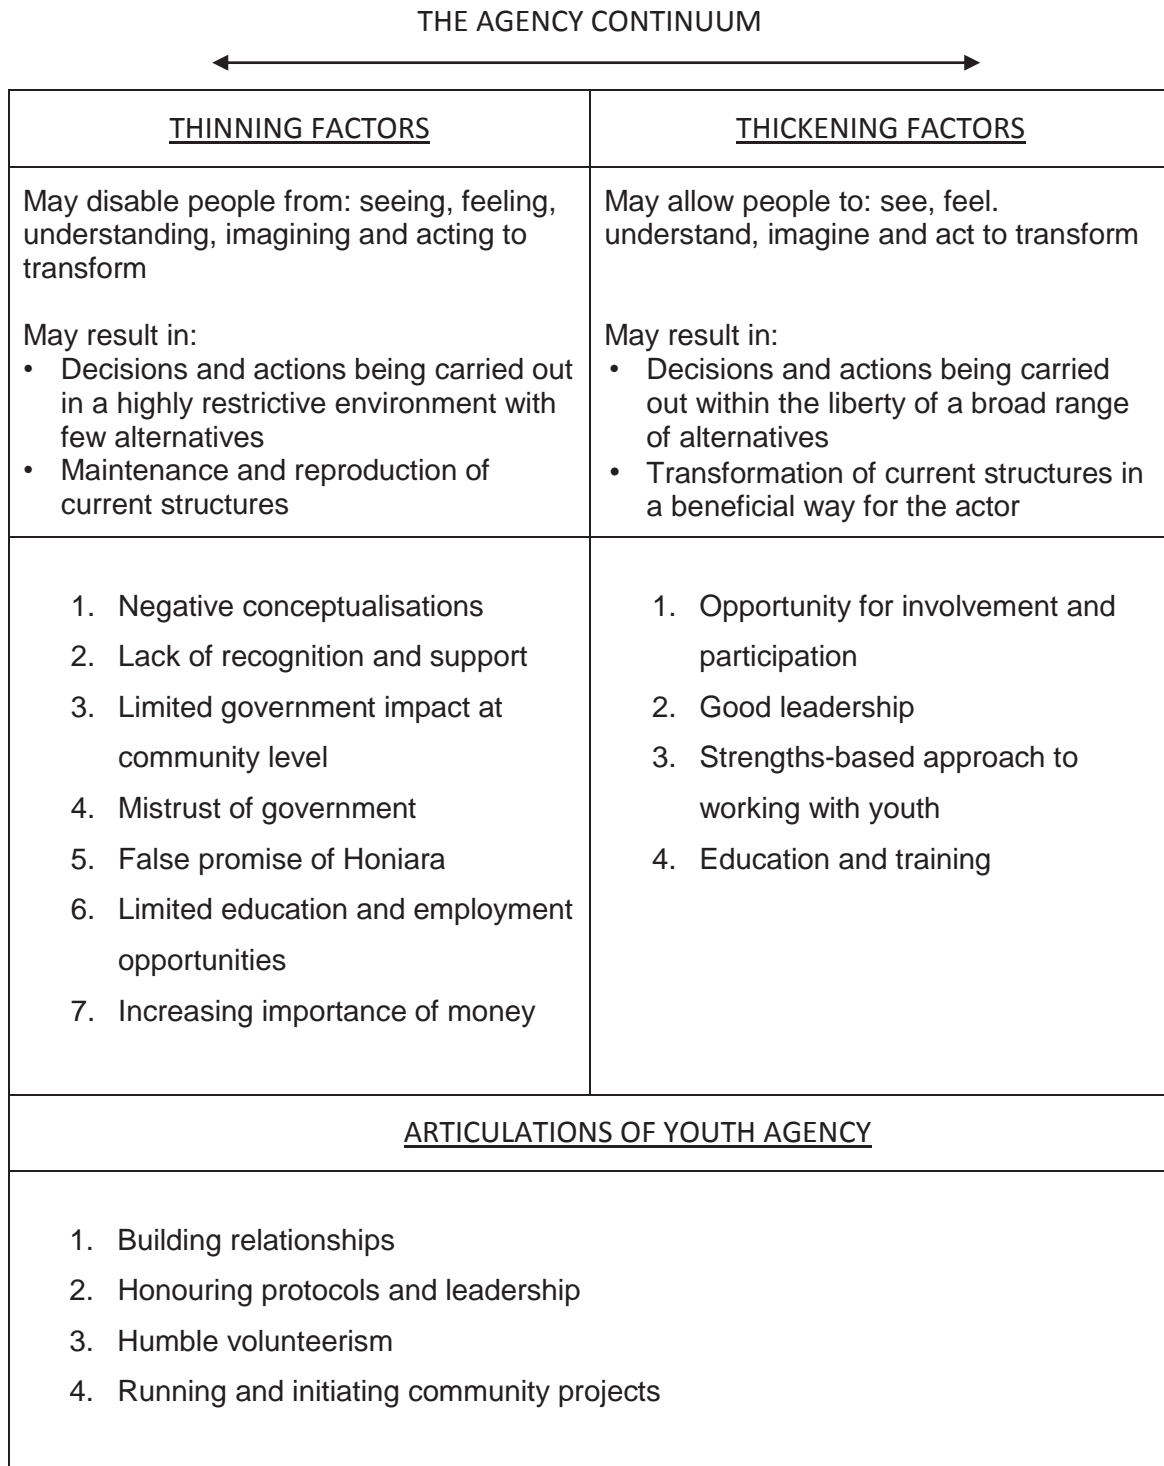 THE AGENCY CONTINUUM
THINNING FACTORS
May disable people from: seeing, feeling,
understanding, imagining and acting to
transform
May result in:
• Decisions and actions being carried out
in a highly restrictive environment with
few alternatives
• Maintenance and reproduction of
current structures
THICKENING FACTORS
May allow people to: see, feel.
understand, imagine and act to transform
May result in:
• Decisions and actions being carried
out within the liberty of a broad range
of alternatives
• Transformation of current structures in
a beneficial way for the actor
1. Negative conceptualisations
2. Lack of recognition and support
3. Limited government impact at
community level
4. Mistrust of government
5. False promise of Honiara
6. Limited education and employment
opportunities
7. Increasing importance of money
1. Opportunity for involvement and
participation
2. Good leadership
3. Strengths-based approach to
working with youth
4. Education and training
ARTICULATIONS OF YOUTH AGENCY
1. Building relationships
2. Honouring protocols and leadership
3. Humble volunteerism
4. Running and initiating community projects